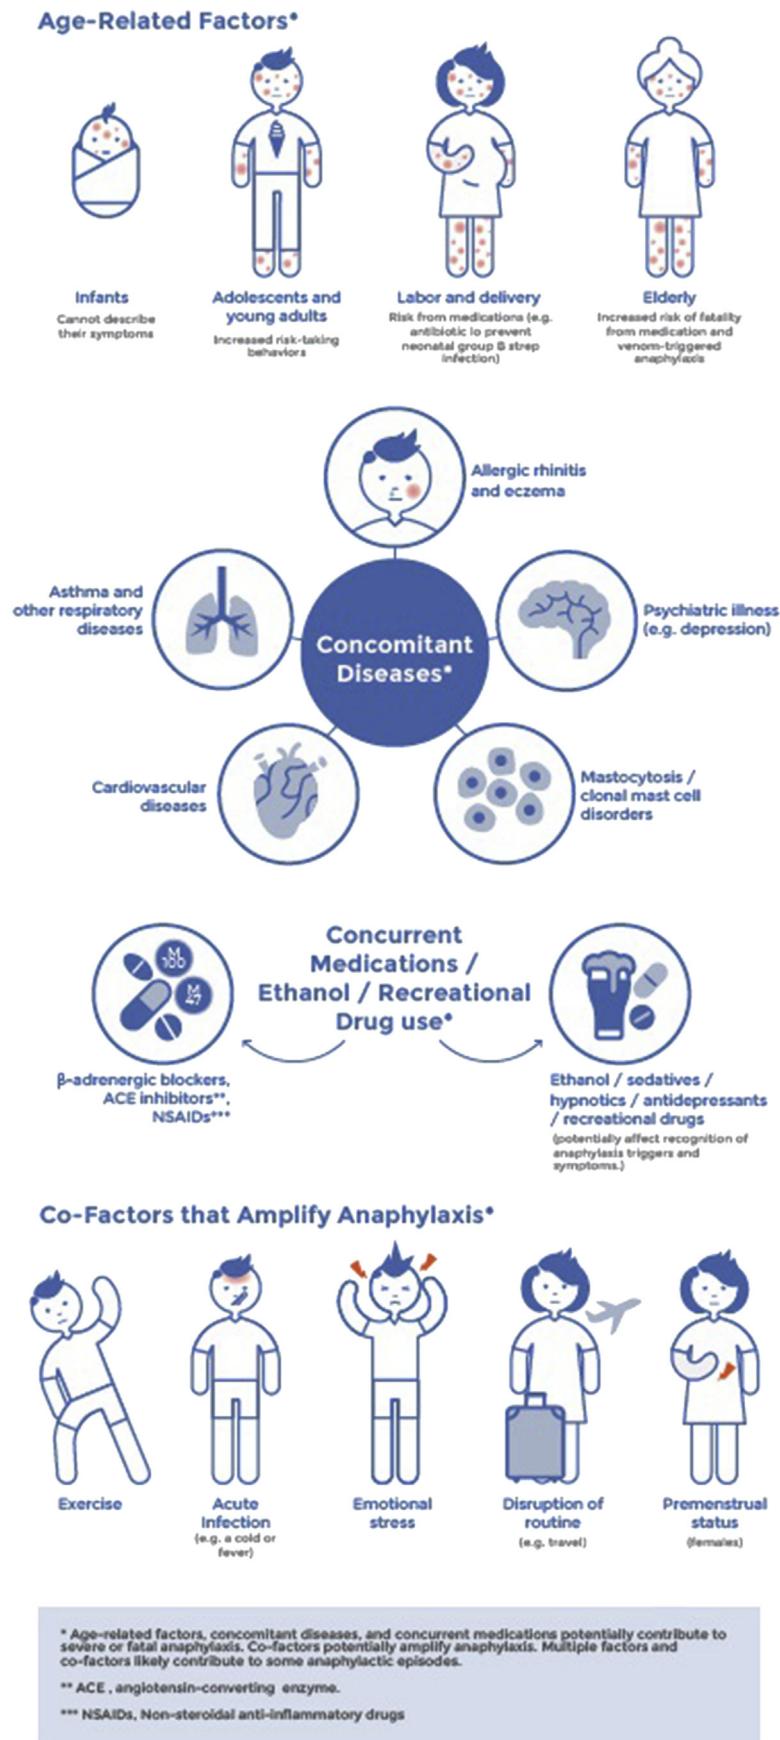 Age-Related Factors*
Infants
Cannot describe
their symptoms
Adolescents and
young adults
Increased risk-taking
behaviors
Labor and delivery
Risk from medications (e.g.
antibiotic to prevent
neonatal group B strep
infection)
Elderly
Increased risk of fatality
from medication and
venom-triggered
anaphylaxis
Allergic rhinitis
and eczema
Asthma and
other respiratory
diseases
Concomitant
Diseases*
Psychiatric illness
(e.g. depression)
Cardiovascular
diseases
Mastocytosis /
clonal mast cell
disorders
Concurrent
Medications /
Ethanol / Recreational
Drug use*
M
100
M
47
β-adrenergic blockers,
ACE inhibitors**,
NSAIDs***
Ethanol / sedatives /
hypnotics / antidepressants
/ recreational drugs
(potentially affect recognition of
anaphylaxis triggers and
symptoms.)
Co-Factors that Amplify Anaphylaxis*
Exercise
Acute
Infection
(e.g. a cold or
fever)
Emotional
stress
Disruption of
routine
(e.g. travel)
Premenstrual
status
(females)
* Age-related factors, concomitant diseases, and concurrent medications potentially contribute to
severe or fatal anaphylaxis. Co-factors potentially amplify anaphylaxis. Multiple factors and
co-factors likely contribute to some anaphylactic episodes.
** ACE , angiotensin-converting enzyme.
*** NSAIDs, Non-steroidal anti-inflammatory drugs